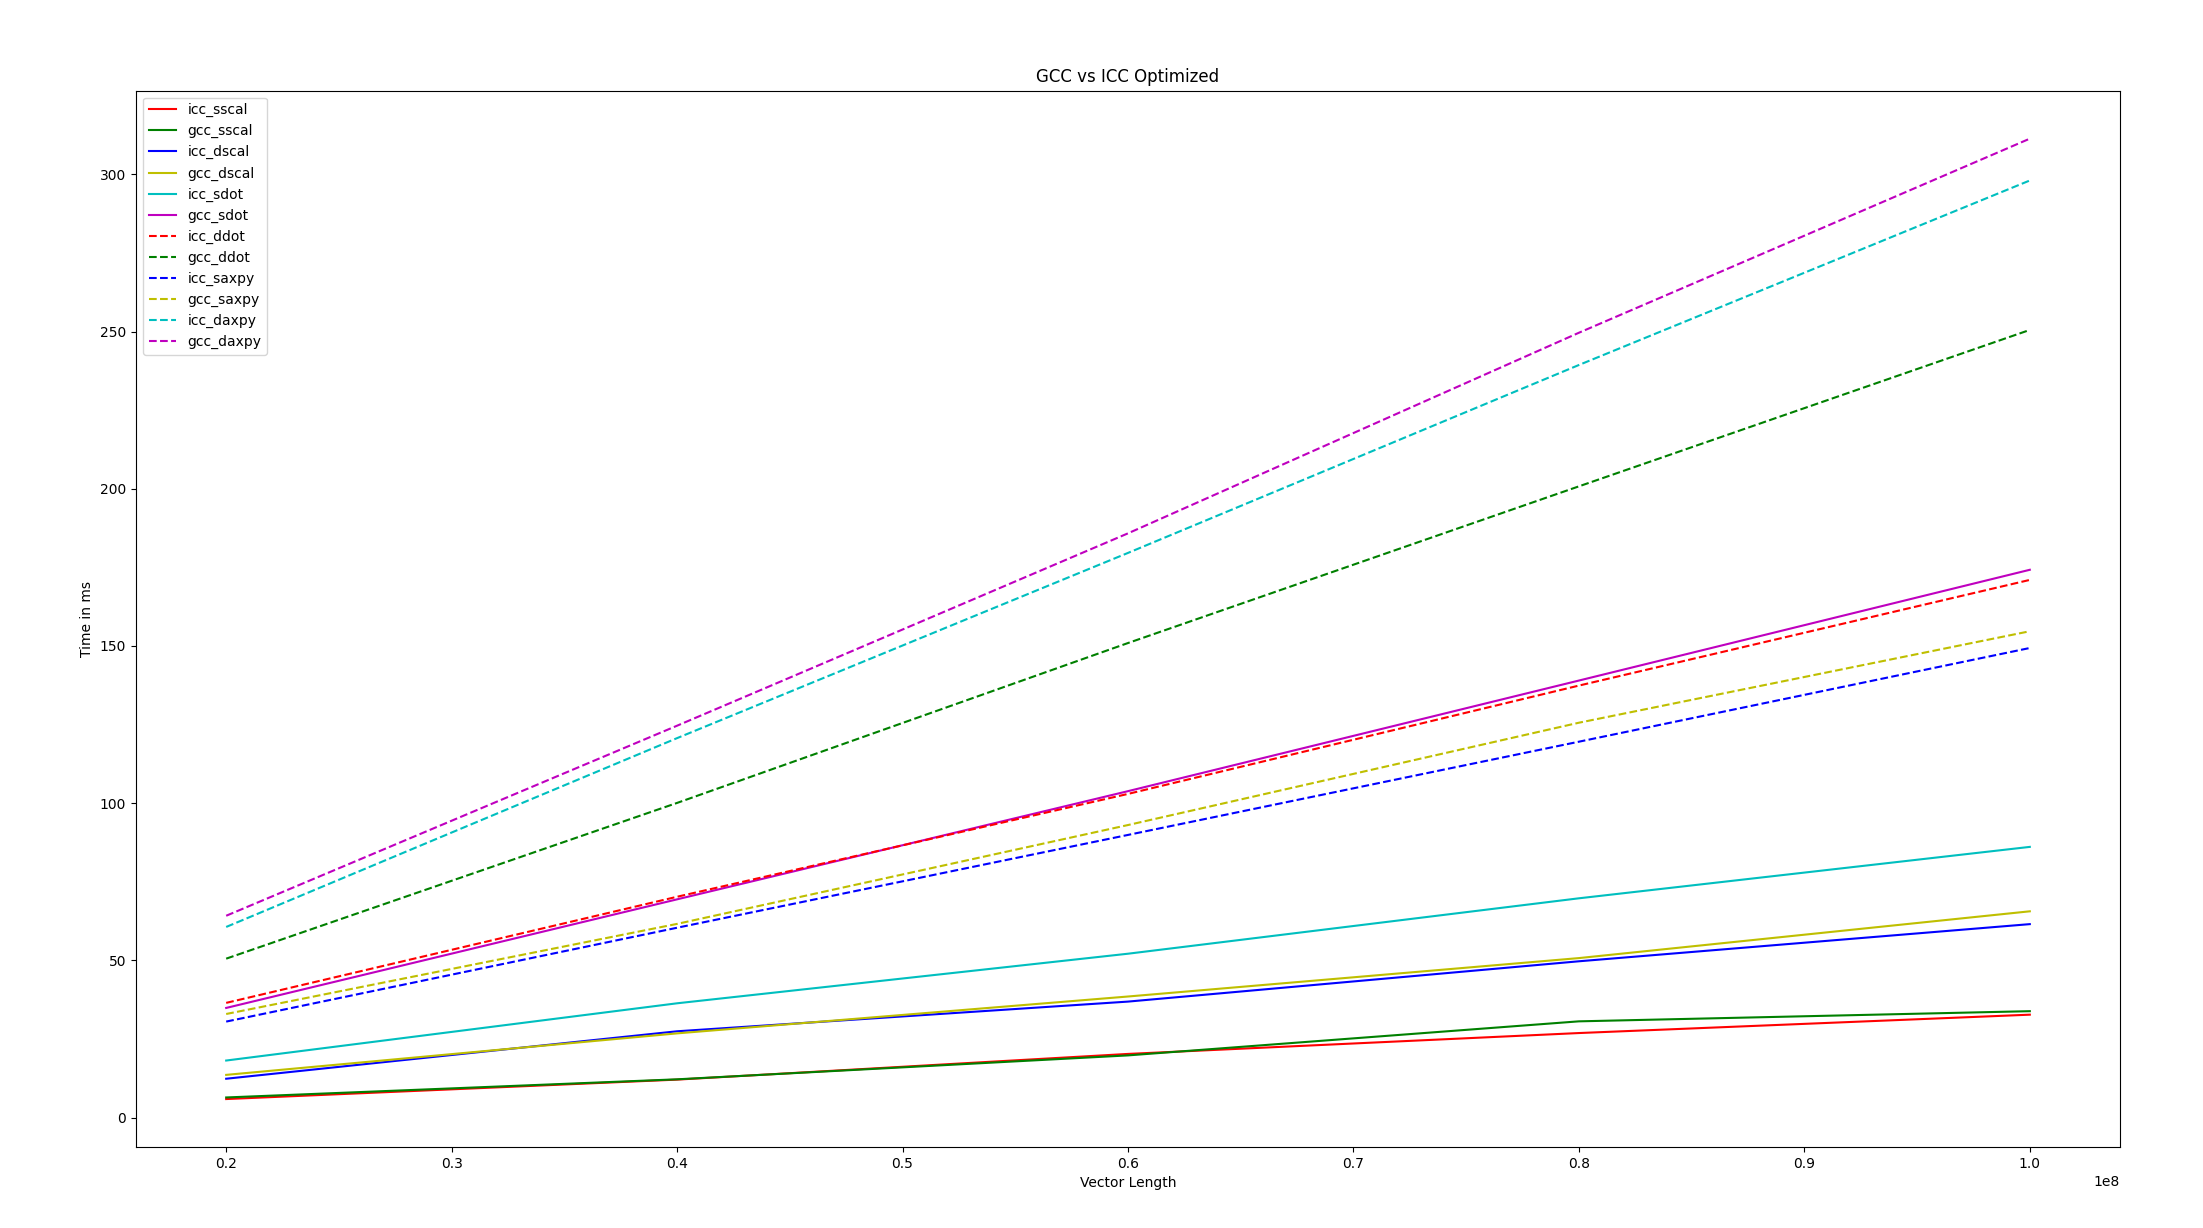 GCC vs ICC Optimized
icc_sscal
gcc_sscal
icc_dscal
gcc_dscal
icc_sdot
gcc_sdot
icc_ddot
gcc_ddot
icc_saxpy
gcc_saxpy
icc_daxpy
gcc_daxpy
300
250
200
150
100
50
0
Time in ms
0.2 0.3 0.4 0.5 0.6 0.7 0.8 0.9 1.0
Vector Length
1e8